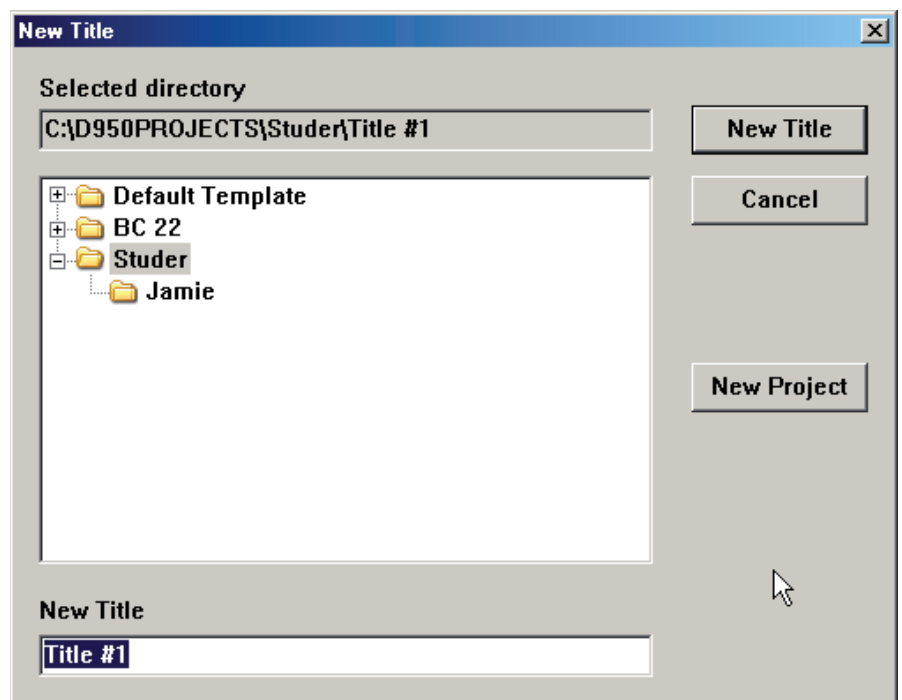 New Title
Selected directory
C:\D950PROJECTS\Studer\Title #1
New Title
Cancel
Default Template
BC 22
Studer
Jamie
New Project
New Title
Title #1